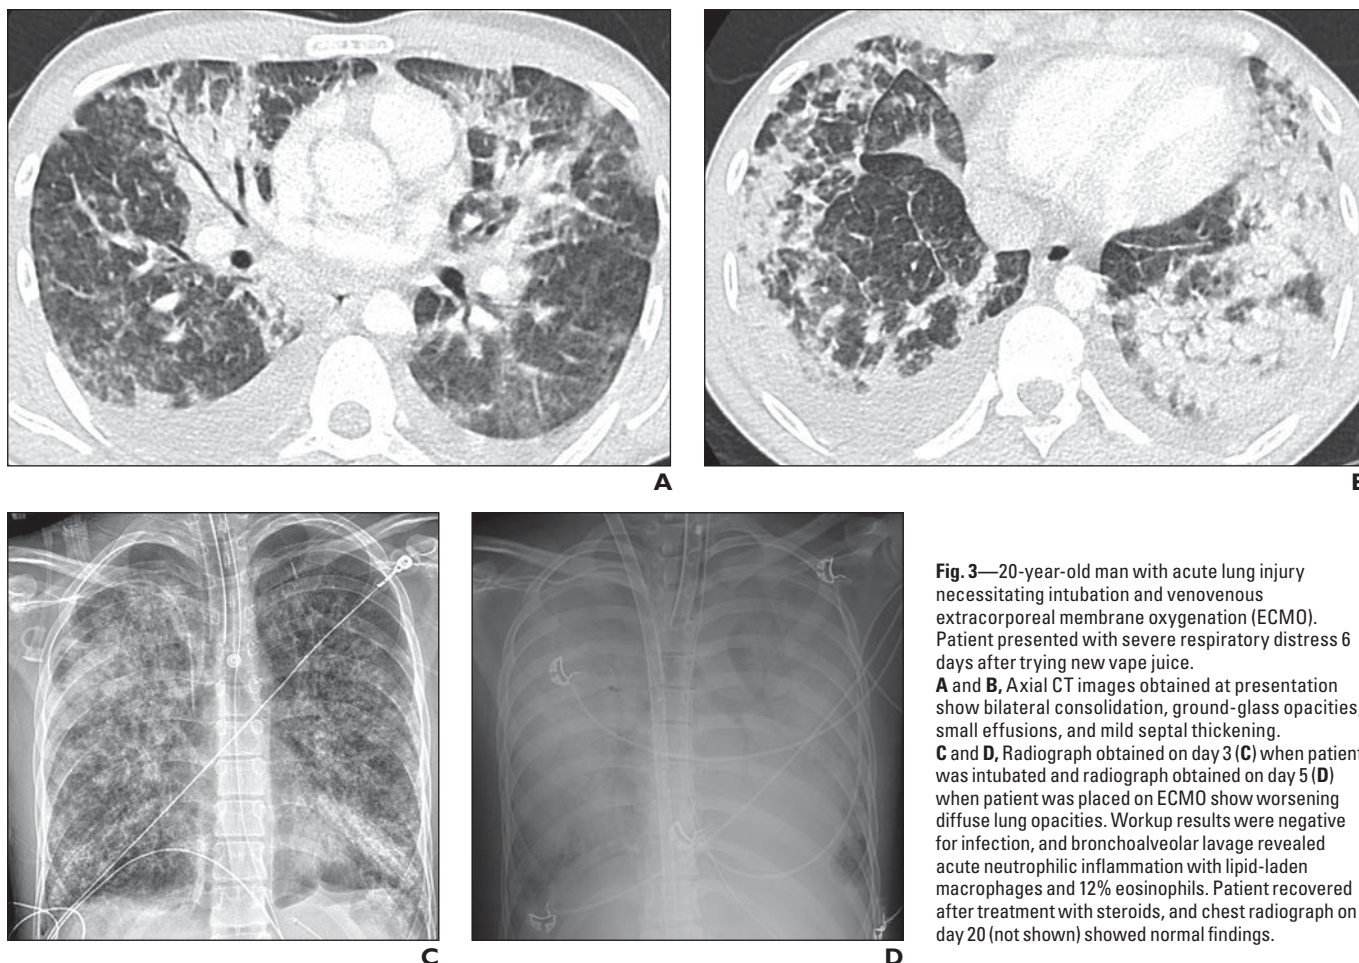 A
B
C
D
Fig. 3—20-year-old man with acute lung injury
necessitating intubation and venovenous
extracorporeal membrane oxygenation (ECMO).
Patient presented with severe respiratory distress 6
days after trying new vape juice.
A and B, Axial CT images obtained at presentation
show bilateral consolidation, ground-glass opacities,
small effusions, and mild septal thickening.
C and D, Radiograph obtained on day 3 (C) when patient
was intubated and radiograph obtained on day 5 (D)
when patient was placed on ECMO show worsening
diffuse lung opacities. Workup results were negative
for infection, and bronchoalveolar lavage revealed
acute neutrophilic inflammation with lipid-laden
macrophages and 12% eosinophils. Patient recovered
after treatment with steroids, and chest radiograph on
day 20 (not shown) showed normal findings.